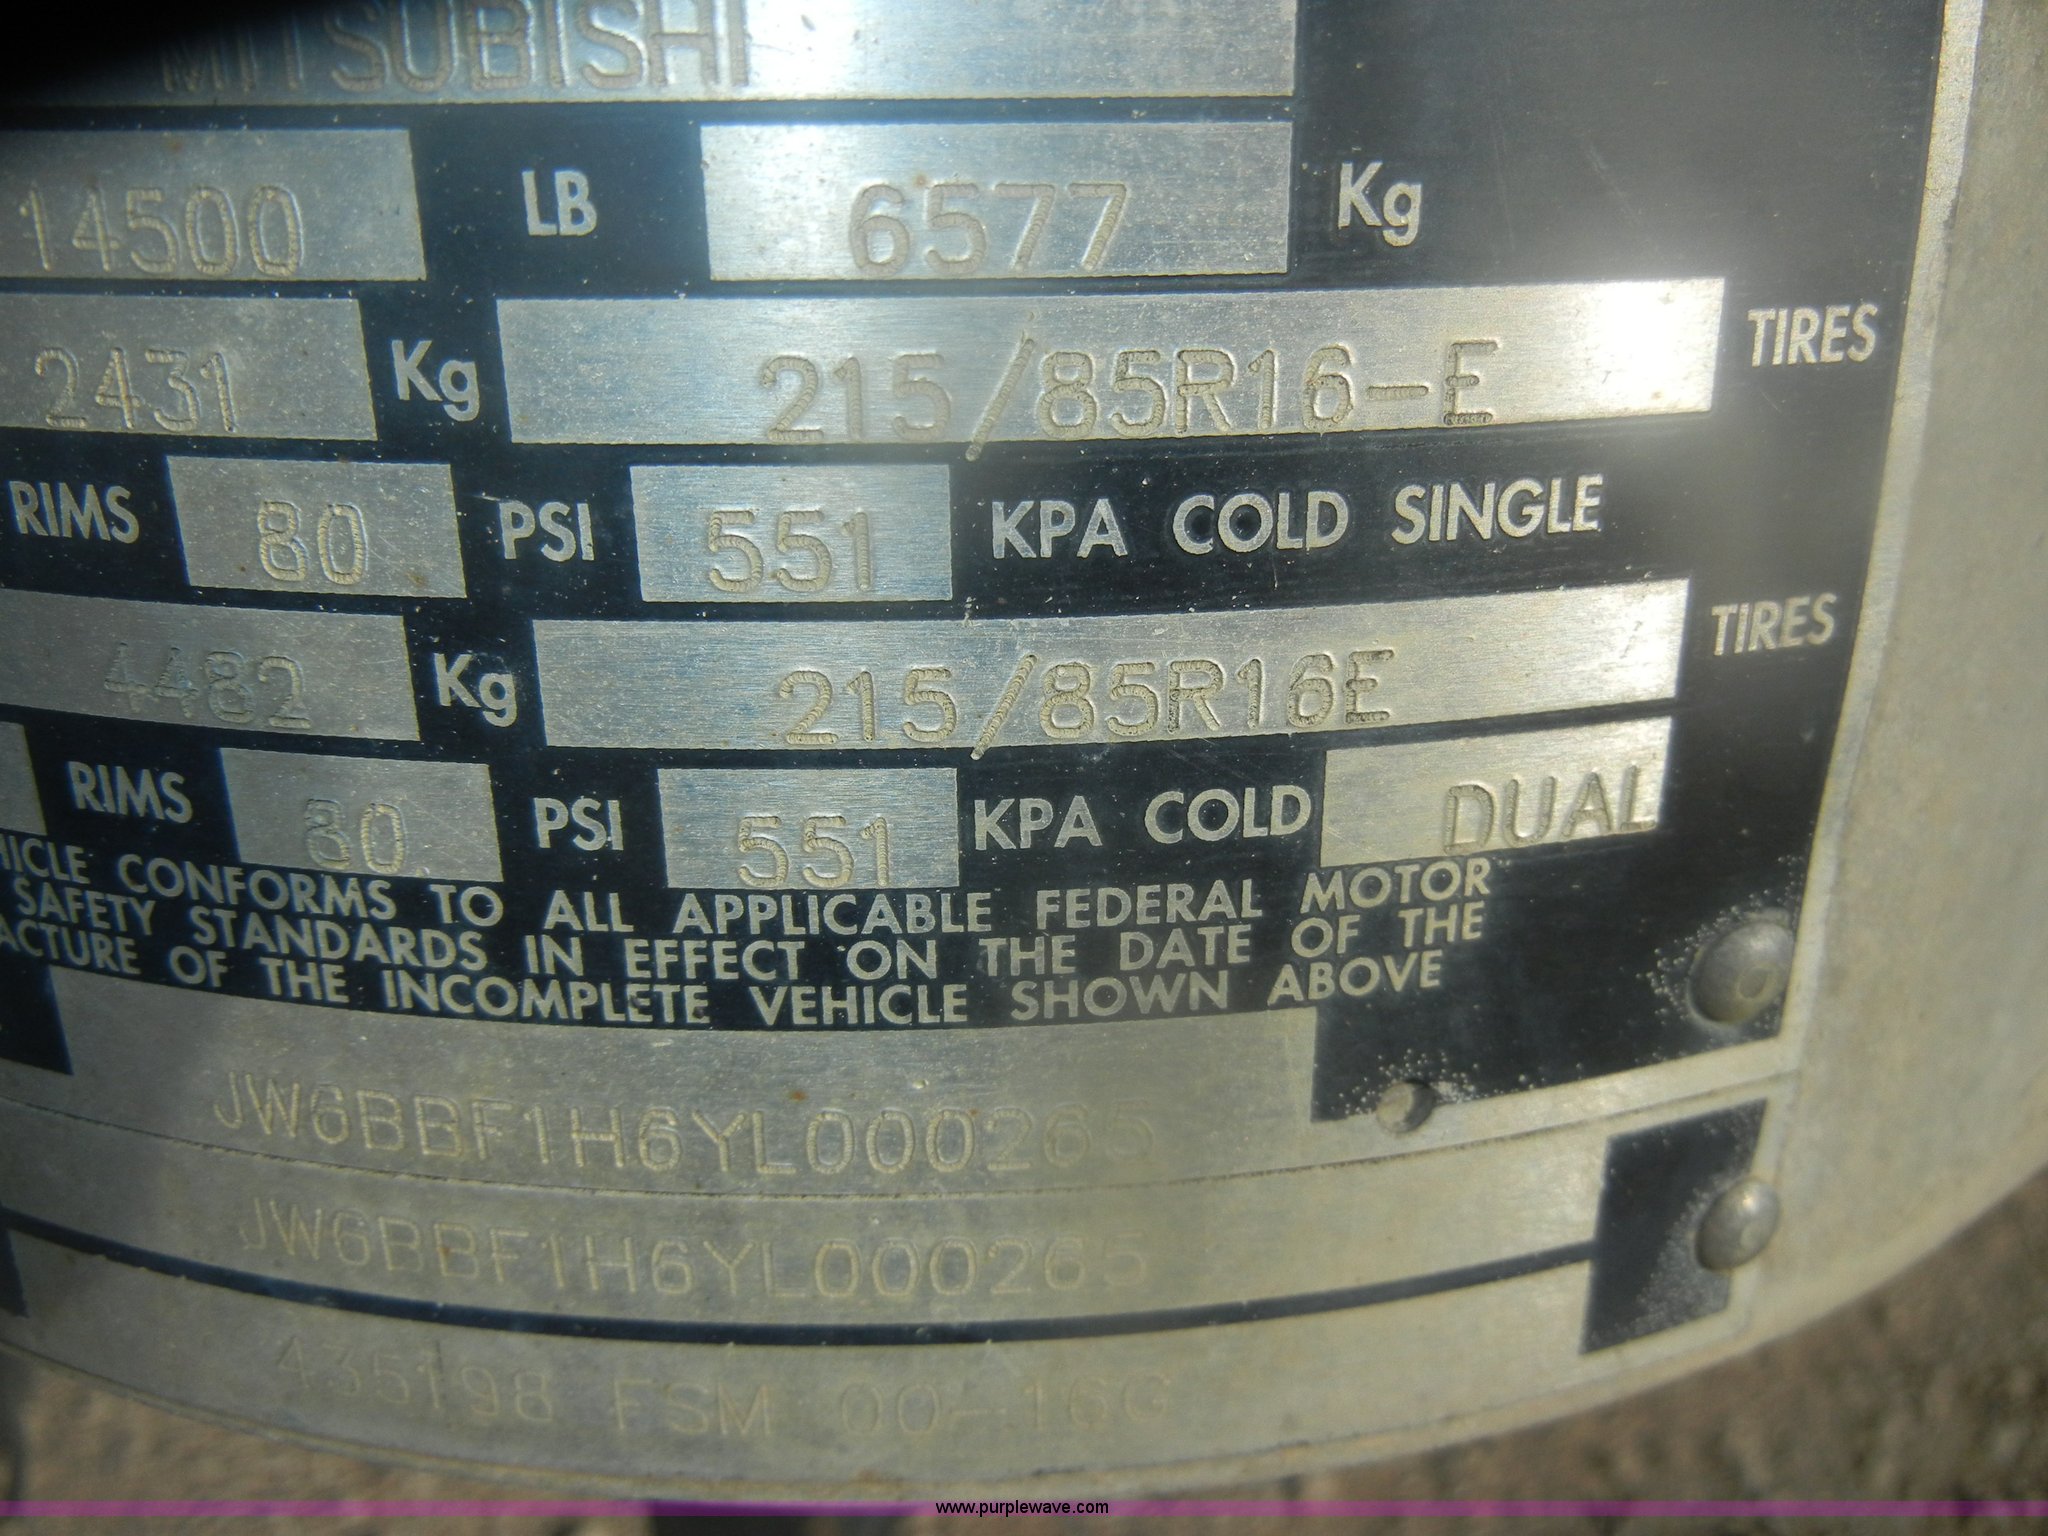 MITSUBISHI
14500 LB 6577 Kg
2431 Kg 215/85R16-E TIRES
RIMS 80 PSI 551 KPA COLD SINGLE
4482 Kg 215/85R16E TIRES
RIMS 80 PSI 551 KPA COLD DUAL
HICLE CONFORMS TO ALL APPLICABLE FEDERAL MOTOR
SAFETY STANDARDS IN EFFECT ON THE DATE OF THE
ACTURE OF THE INCOMPLETE VEHICLE SHOWN ABOVE
JW6BBF1H6YL000265
JW6BBF1H6YL000265
435198 FSM 00-16G
www.purplewave.com